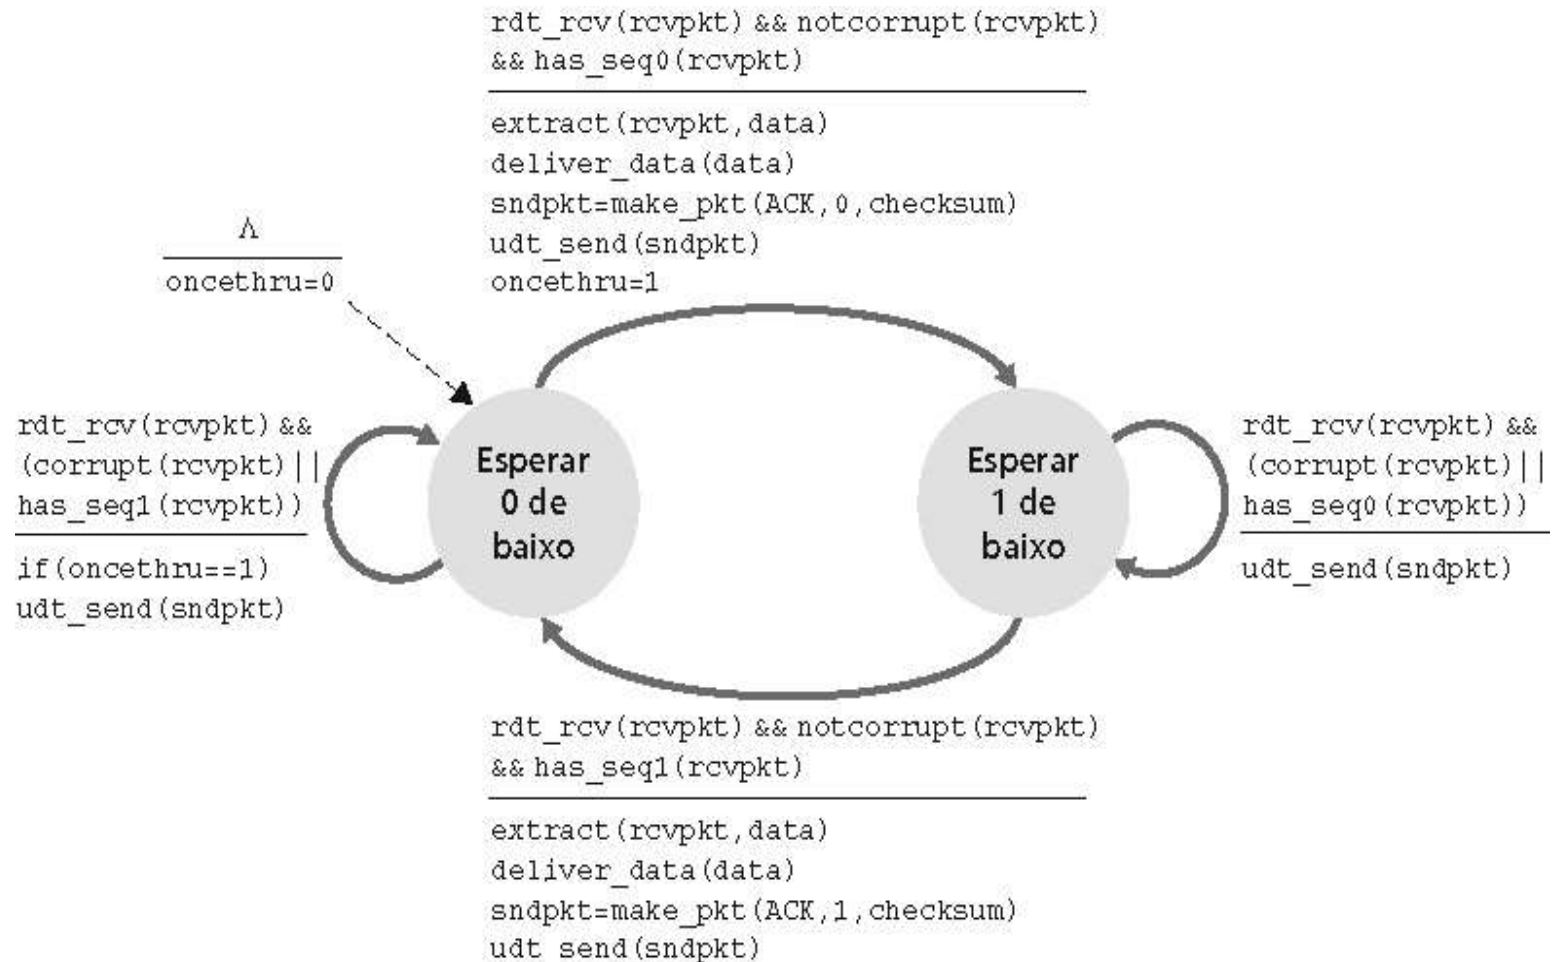 rdt_rcv(rcvpkt) && notcorrupt(rcvpkt)
&& has_seq0(rcvpkt)
extract(rcvpkt,data)
deliver_data(data)
sndpkt=make_pkt(ACK,0,checksum)
udt_send(sndpkt)
oncethru=1
Λ
oncethru=0
rdt_rcv(rcvpkt) &&
(corrupt(rcvpkt)||
has_seq1(rcvpkt))
if(oncethru==1)
udt_send(sndpkt)
Esperar
0 de
baixo
Esperar
1 de
baixo
rdt_rcv(rcvpkt) &&
(corrupt(rcvpkt)||
has_seq0(rcvpkt))
udt_send(sndpkt)
rdt_rcv(rcvpkt) && notcorrupt(rcvpkt)
&& has_seq1(rcvpkt)
extract(rcvpkt,data)
deliver_data(data)
sndpkt=make_pkt(ACK,1,checksum)
udt_send(sndpkt)